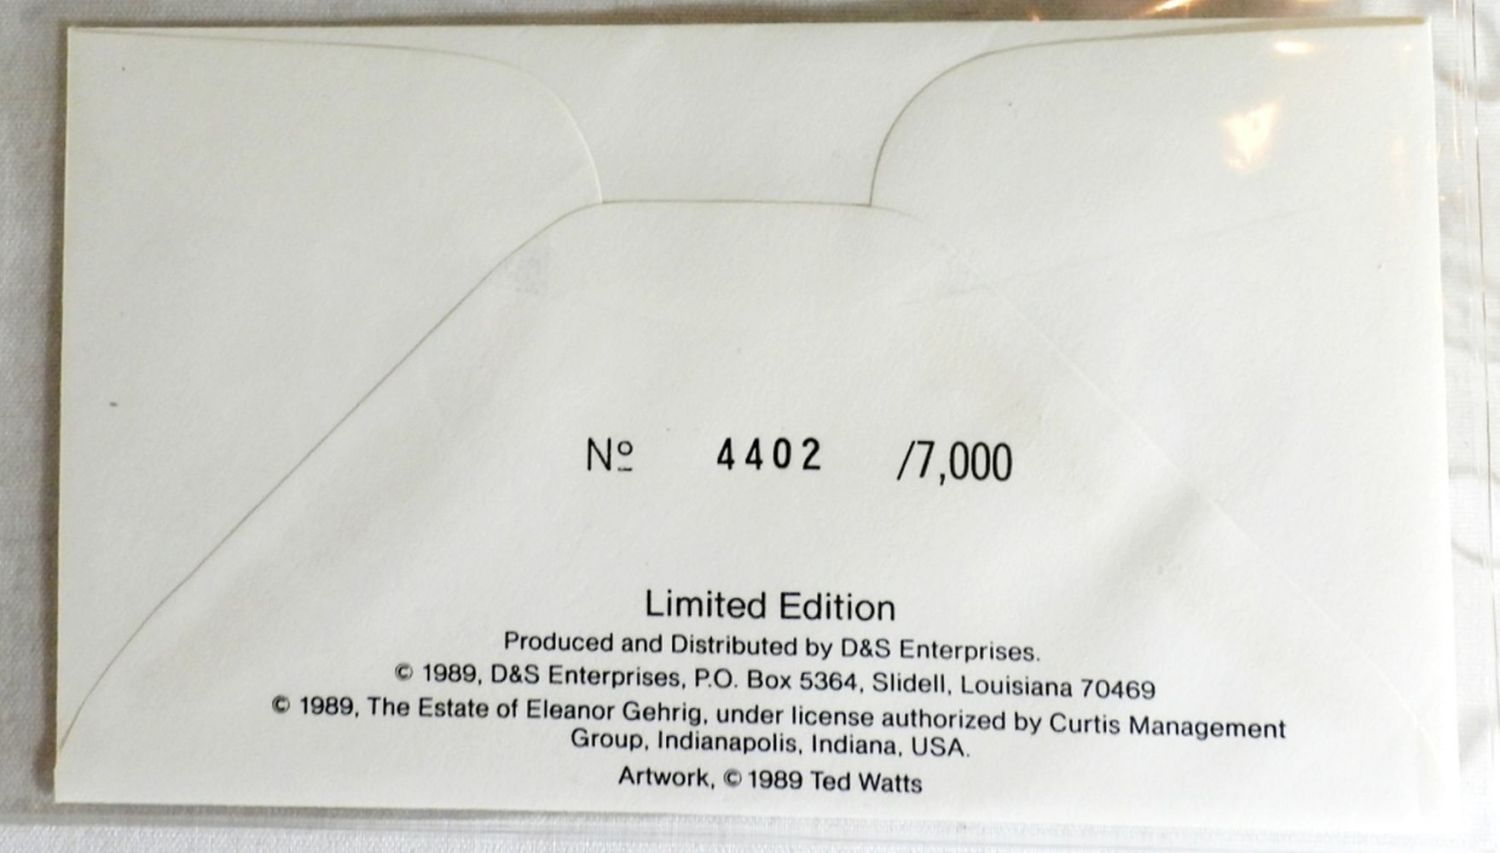 Nº 4402 /7,000
Limited Edition
Produced and Distributed by D&S Enterprises.
© 1989, D&S Enterprises, P.O. Box 5364, Slidell, Louisiana 70469
© 1989, The Estate of Eleanor Gehrig, under license authorized by Curtis Management
Group, Indianapolis, Indiana, USA.
Artwork, © 1989 Ted Watts